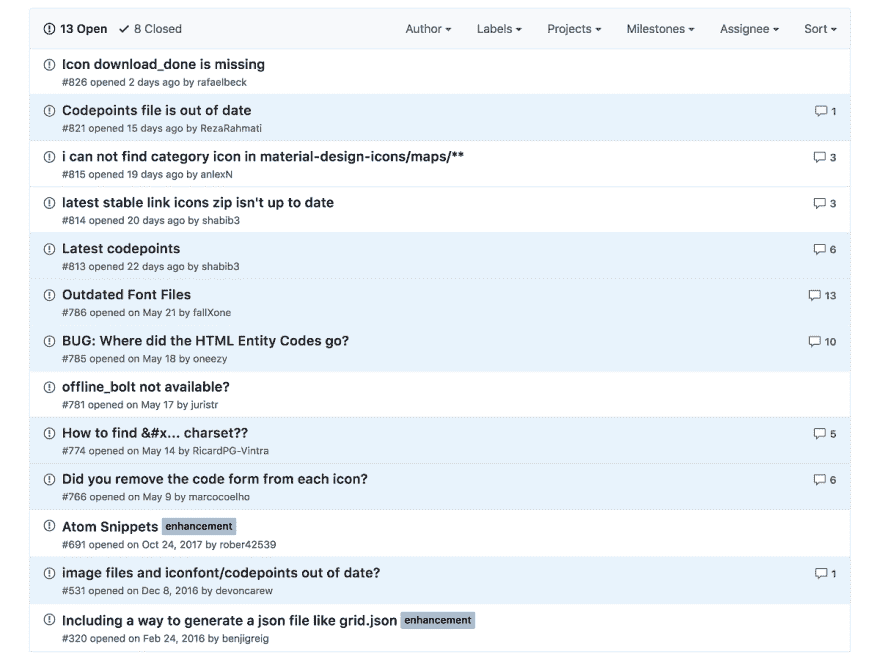 13 Open 8 Closed Author Labels Projects Milestones Assignee Sort
Icon download_done is missing
#826 opened 2 days ago by rafaelbeck
Codepoints file is out of date 1
#821 opened 15 days ago by RezaRahmati
i can not find category icon in material-design-icons/maps/** 3
#815 opened 19 days ago by anlexN
latest stable link icons zip isn't up to date 3
#814 opened 20 days ago by shabib3
Latest codepoints 6
#813 opened 22 days ago by shabib3
Outdated Font Files 13
#786 opened on May 21 by fallXone
BUG: Where did the HTML Entity Codes go? 10
#785 opened on May 18 by oneezy
offline_bolt not available?
#781 opened on May 17 by juristr
How to find &#x... charset?? 5
#774 opened on May 14 by RicardPG-Vintra
Did you remove the code form from each icon? 6
#766 opened on May 9 by marcocoelho
Atom Snippets enhancement
#691 opened on Oct 24, 2017 by rober42539
image files and iconfont/codepoints out of date? 1
#531 opened on Dec 8, 2016 by devoncarew
Including a way to generate a json file like grid.json enhancement
#320 opened on Feb 24, 2016 by benjigreig